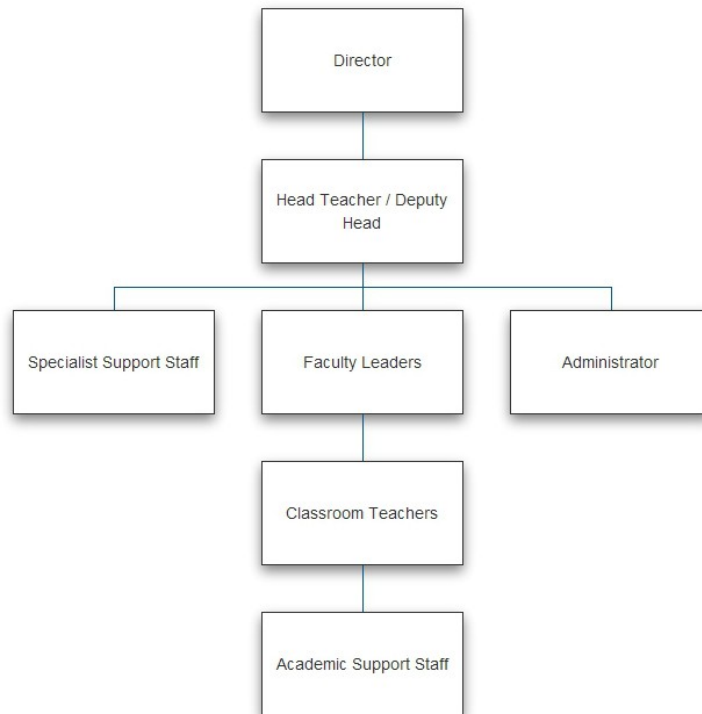 Director
Head Teacher / Deputy
Head
Specialist Support Staff
Faculty Leaders
Administrator
Classroom Teachers
Academic Support Staff